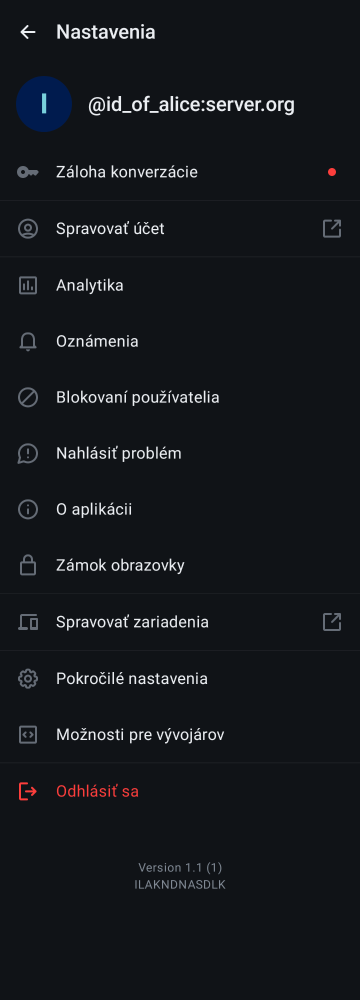 Nastavenia
I
@id_of_alice:server.org
Záloha konverzácie
Spravovať účet
Analytika
Oznámenia
Blokovaní používatelia
Nahlásiť problém
O aplikácii
Zámok obrazovky
Spravovať zariadenia
Pokročilé nastavenia
Možnosti pre vývojárov
Odhlásiť sa
Version 1.1 (1)
ILAKNDNASDLK